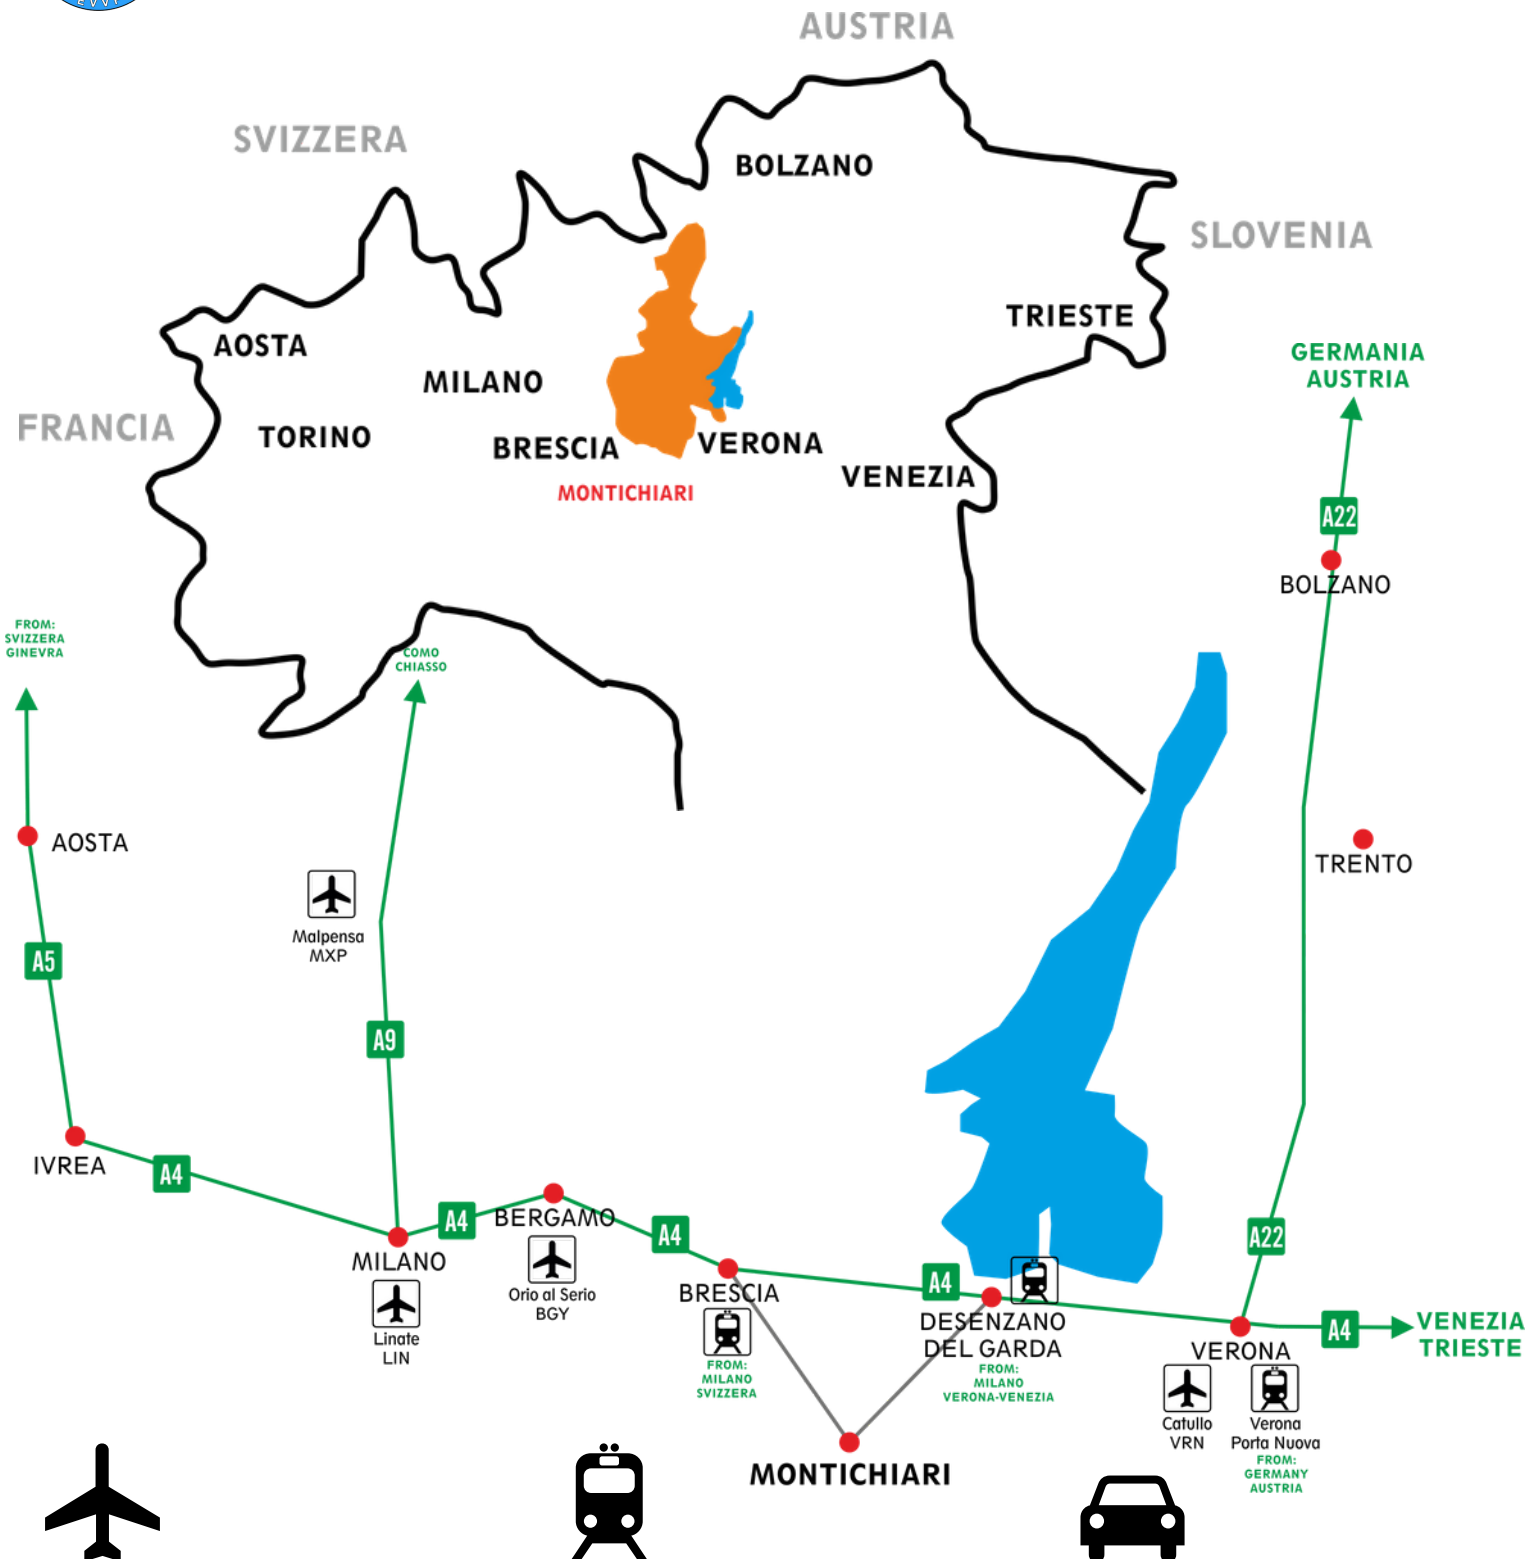 AUSTRIA
SVIZZERA
BOLZANO
SLOVENIA
TRIESTE
AOSTA
GERMANIA
AUSTRIA
MILANO
FRANCIA
TORINO
BRESCIA
VERONA
VENEZIA
MONTICHIARI
A22
BOLZANO
FROM:
SVIZZERA
GINEVRA
COMO
CHIASSO
AOSTA
TRENTO
Malpensa
MXP
A5
A9
IVREA
A4
A4
BERGAMO
A4
A22
MILANO
Orio al Serio
BGY
BRESCIA
A4
DESENZANO
DEL GARDA
A4
VENEZIA
TRIESTE
VERONA
Linate
LIN
FROM:
MILANO
SVIZZERA
FROM:
MILANO
VERONA-VENEZIA
Catullo
VRN
Verona
Porta Nuova
FROM:
GERMANY
AUSTRIA
MONTICHIARI